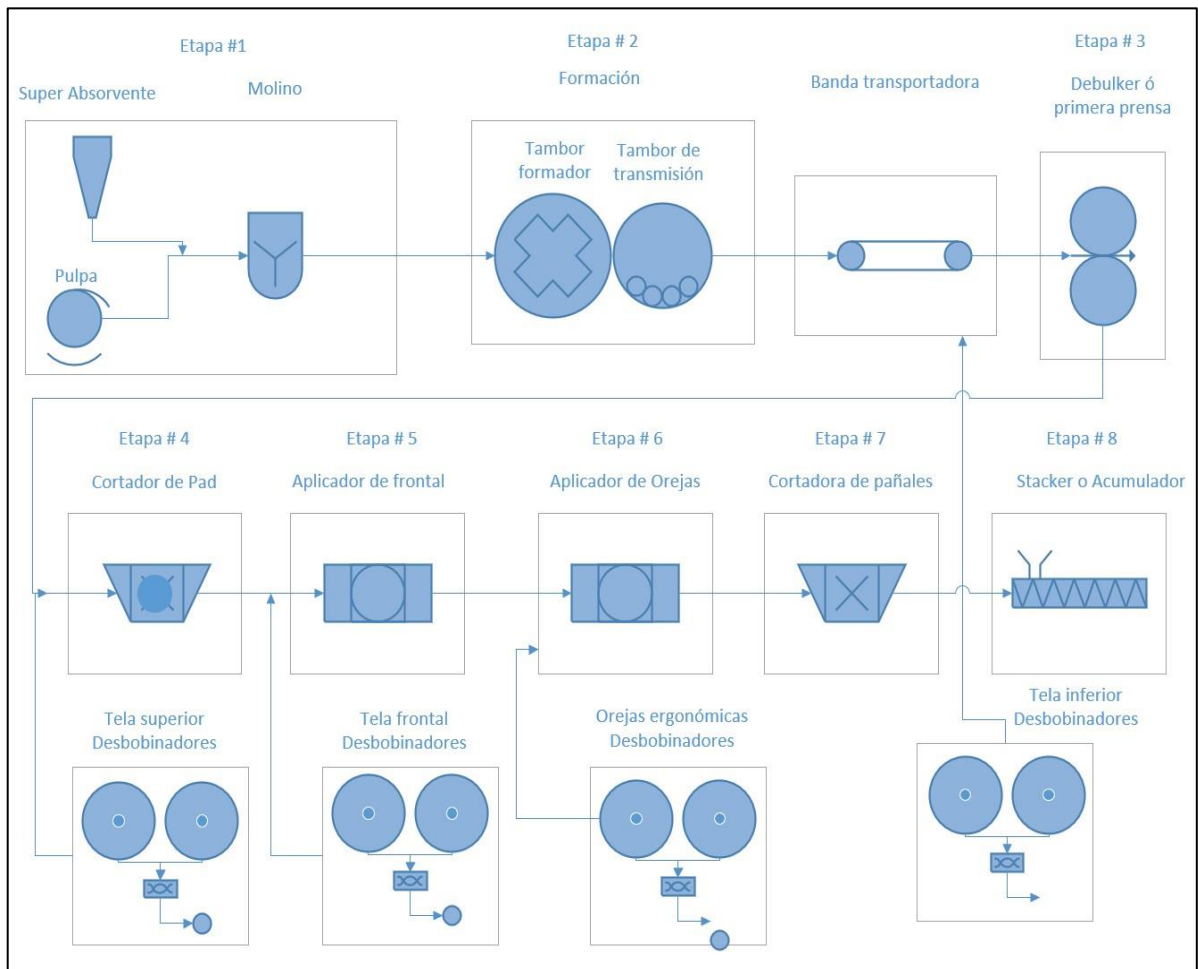 Etapa #1
Super Absorvente
Molino
Pulpa
Etapa # 2
Formación
Tambor
formador
Tambor de
transmisión
Banda transportadora
Etapa # 3
Debulker ó
primera prensa
Etapa # 4
Cortador de Pad
Etapa # 5
Aplicador de frontal
Etapa # 6
Aplicador de Orejas
Etapa # 7
Cortadora de pañales
Etapa # 8
Stacker o Acumulador
Tela superior
Desbobinadores
Tela frontal
Desbobinadores
Orejas ergonómicas
Desbobinadores
Tela inferior
Desbobinadores